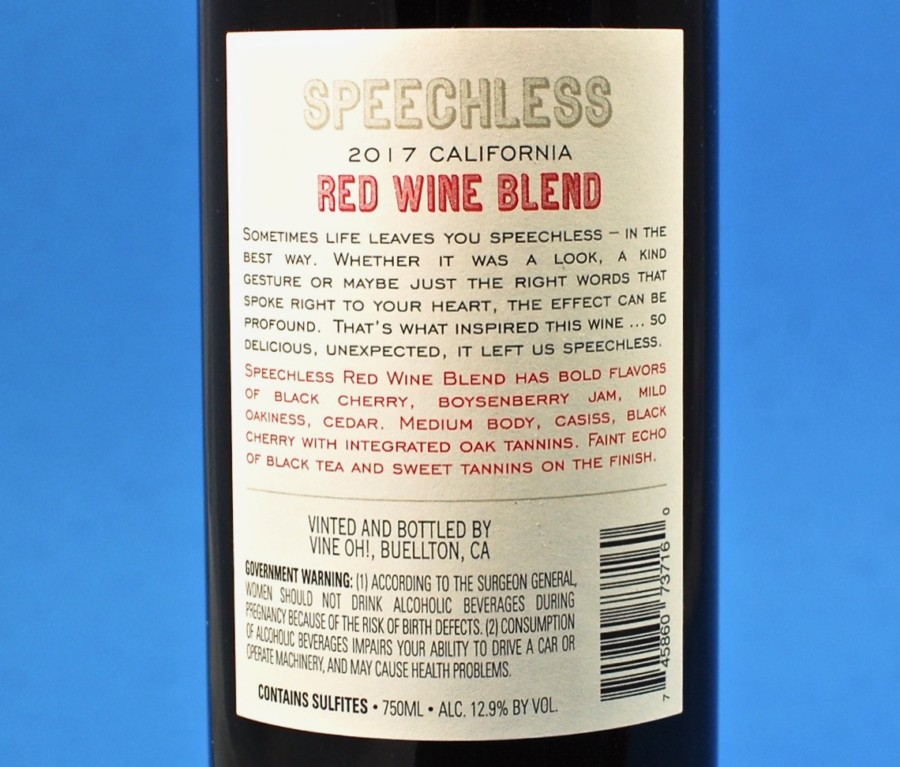 SPEECHLESS
2017 CALIFORNIA
RED WINE BLEND
SOMETIMES LIFE LEAVES YOU SPEECHLESS – IN THE
BEST WAY. WHETHER IT WAS A LOOK, A KIND
GESTURE OR MAYBE JUST THE RIGHT WORDS THAT
SPOKE RIGHT TO YOUR HEART, THE EFFECT CAN BE
PROFOUND. THAT'S WHAT INSPIRED THIS WINE ... SO
DELICIOUS, UNEXPECTED, IT LEFT US SPEECHLESS.
SPEECHLESS RED WINE BLEND HAS BOLD FLAVORS
OF BLACK CHERRY, BOYSENBERRY JAM, MILD
OAKINESS, CEDAR. MEDIUM BODY, CASISS, BLACK
CHERRY WITH INTEGRATED OAK TANNINS. FAINT ECHO
OF BLACK TEA AND SWEET TANNINS ON THE FINISH.
VINTED AND BOTTLED BY
VINE OH!, BUELLTON, CA
GOVERNMENT WARNING: (1) ACCORDING TO THE SURGEON GENERAL,
WOMEN SHOULD NOT DRINK ALCOHOLIC BEVERAGES DURING
PREGNANCY BECAUSE OF THE RISK OF BIRTH DEFECTS. (2) CONSUMPTION
OF ALCOHOLIC BEVERAGES IMPAIRS YOUR ABILITY TO DRIVE A CAR OR
OPERATE MACHINERY, AND MAY CAUSE HEALTH PROBLEMS.
CONTAINS SULFITES • 750ML • ALC. 12.9% BY VOL.
7 45860 73716 0